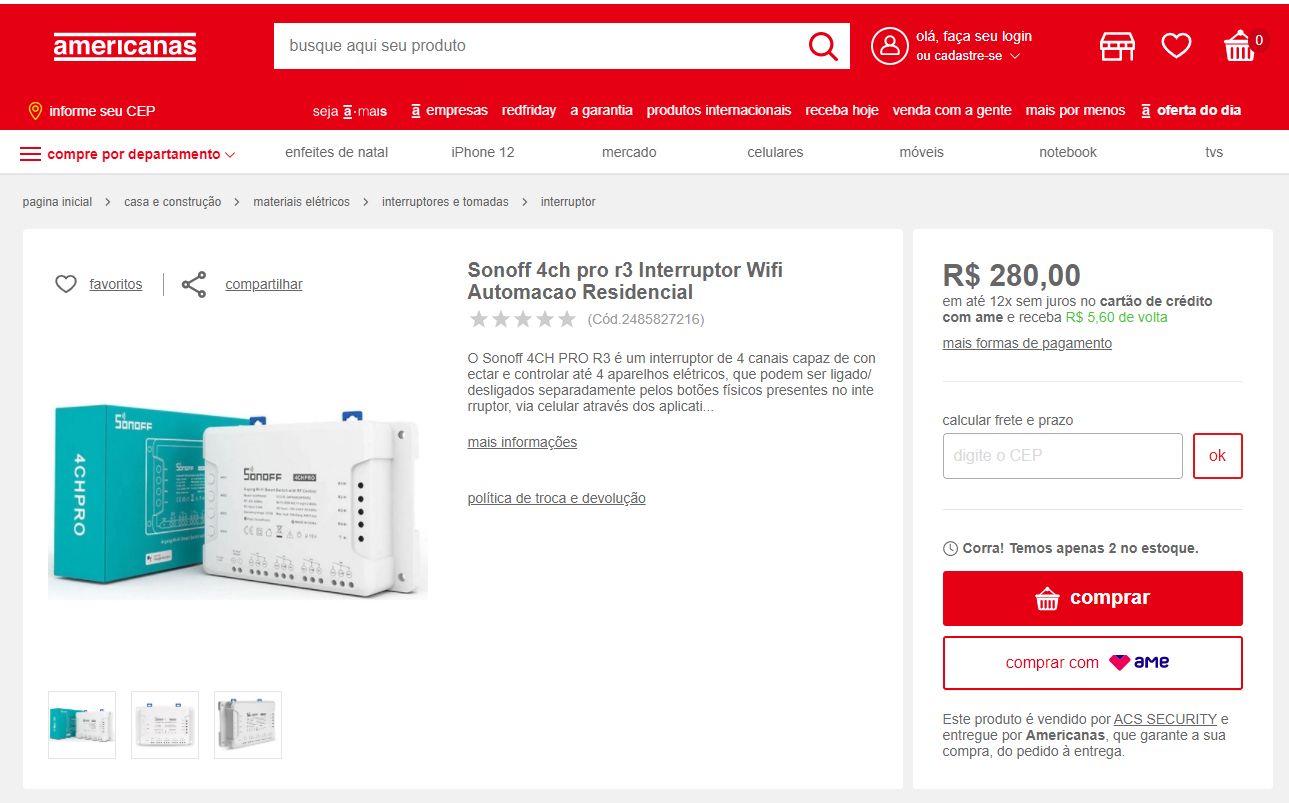 americanas
busque aqui seu produto
olá, faça seu login
ou cadastre-se
0
informe seu CEP
seja a·mais
a empresas
redfriday
a garantia
produtos internacionais
receba hoje
venda com a gente
mais por menos
a oferta do dia
compre por departamento
enfeites de natal
iPhone 12
mercado
celulares
móveis
notebook
tvs
pagina inicial > casa e construção > materiais elétricos > interruptores e tomadas > interruptor
favoritos
compartilhar
SONOFF
4CHPRO
SONOFF 4CHPRO
Sonoff 4ch pro r3 Interruptor Wifi
Automacao Residencial
(Cód.2485827216)
O Sonoff 4CH PRO R3 é um interruptor de 4 canais capaz de con
ectar e controlar até 4 aparelhos elétricos, que podem ser ligado/
desligados separadamente pelos botões físicos presentes no inte
rruptor, via celular através dos aplicati...
mais informações
política de troca e devolução
R$ 280,00
em até 12x sem juros no cartão de crédito
com ame e receba R$ 5,60 de volta
mais formas de pagamento
calcular frete e prazo
digite o CEP
ok
Corra! Temos apenas 2 no estoque.
comprar
comprar com ame
Este produto é vendido por ACS SECURITY e
entregue por Americanas, que garante a sua
compra, do pedido à entrega.